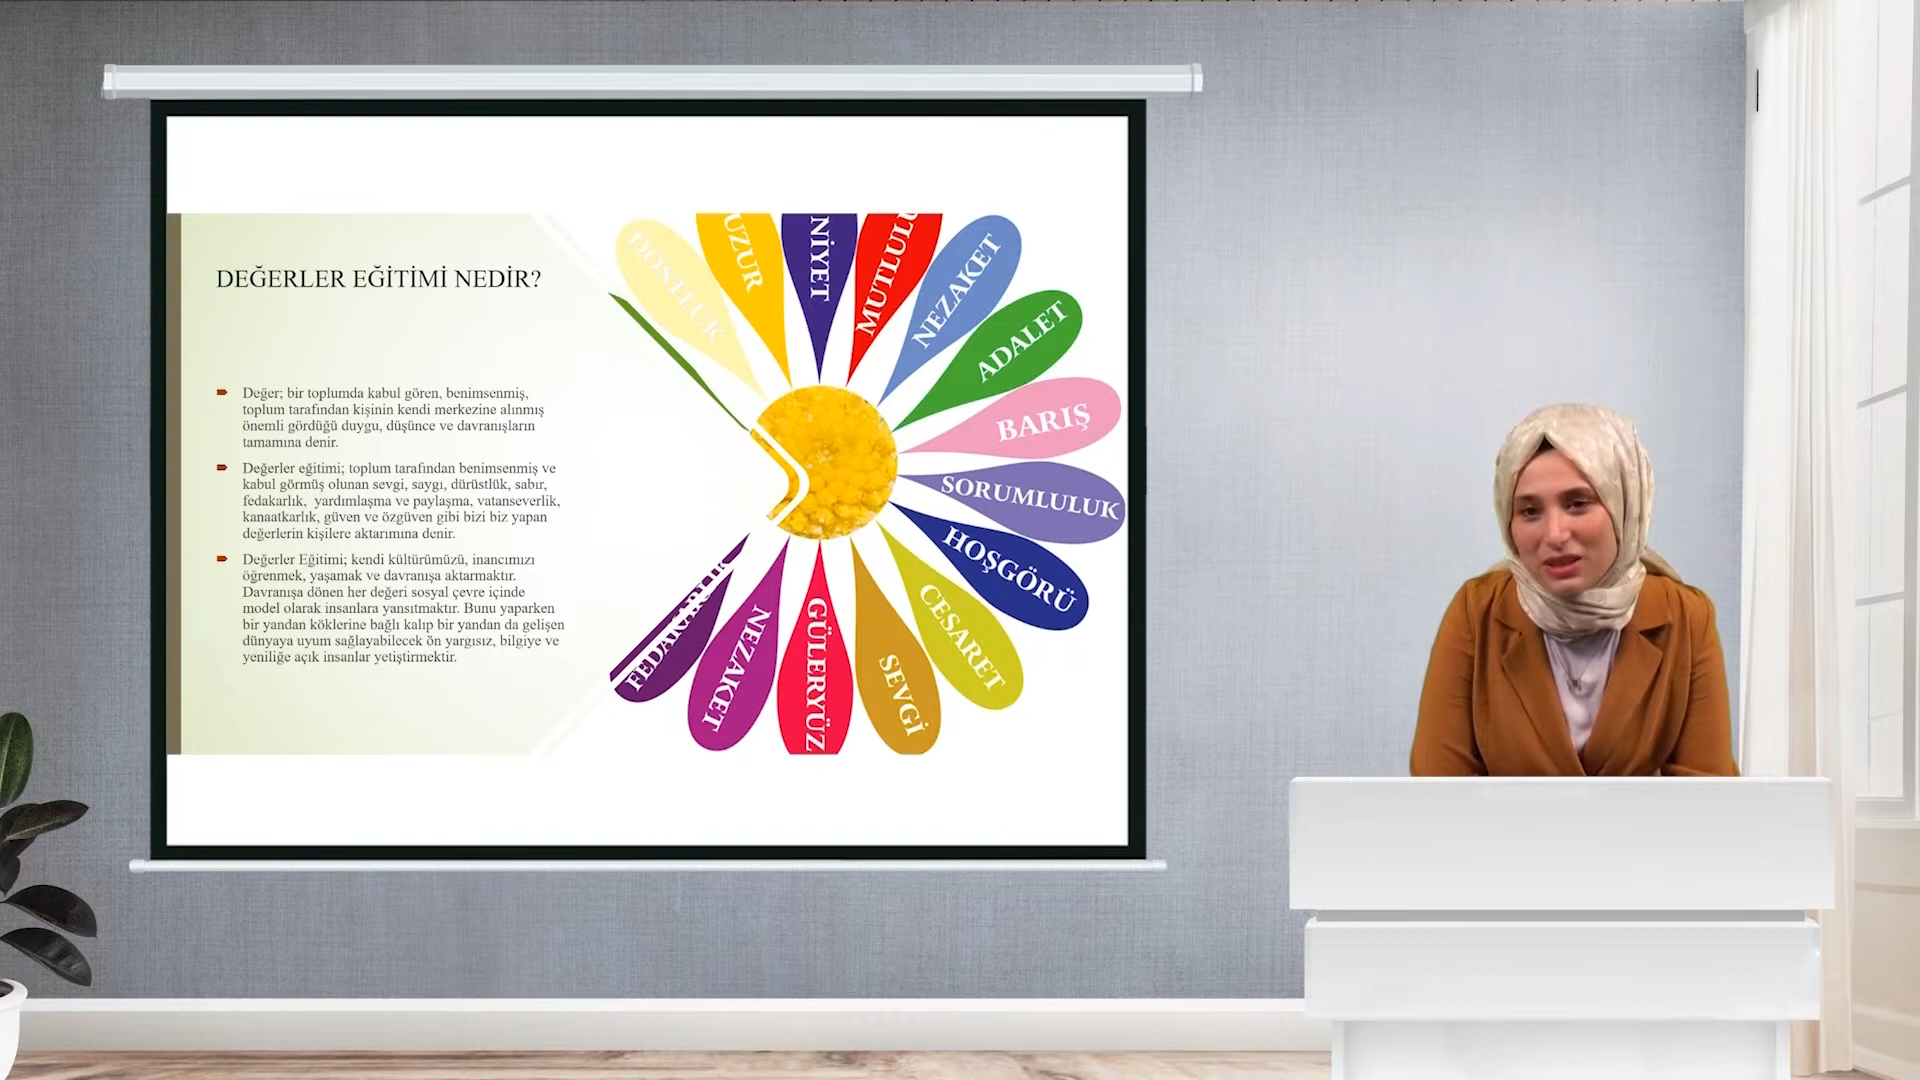 DEĞERLER EĞİTİMİ NEDİR?
Değer; bir toplumda kabul gören, benimsenmiş,
toplum tarafından kişinin kendi merkezine alınmış
önemli gördüğü duygu, düşünce ve davranışların
tamamına denir.
Değerler eğitimi; toplum tarafından benimsenmiş ve
kabul görmüş olunan sevgi, saygı, dürüstlük, sabır,
fedakarlık, yardımlaşma ve paylaşma, vatanseverlik,
kanaatkarlık, güven ve özgüven gibi bizi biz yapan
değerlerin kişilere aktarımına denir.
Değerler Eğitimi; kendi kültürümüzü, inancımızı
öğrenmek, yaşamak ve davranışa aktarmaktır.
Davranışa dönen her değeri sosyal çevre içinde
model olarak insanlara yansıtmaktır. Bunu yaparken
bir yandan köklerine bağlı kalıp bir yandan da gelişen
dünyaya uyum sağlayabilecek ön yargısız, bilgiye ve
yeniliğe açık insanlar yetiştirmektir.
DOSTLUK
UZUR
NİYET
MUTLULU
NEZAKET
ADALET
BARIŞ
SORUMLULUK
HOŞGÖRÜ
CESARET
SEVGİ
GÜLERYÜZ
NEZAKET